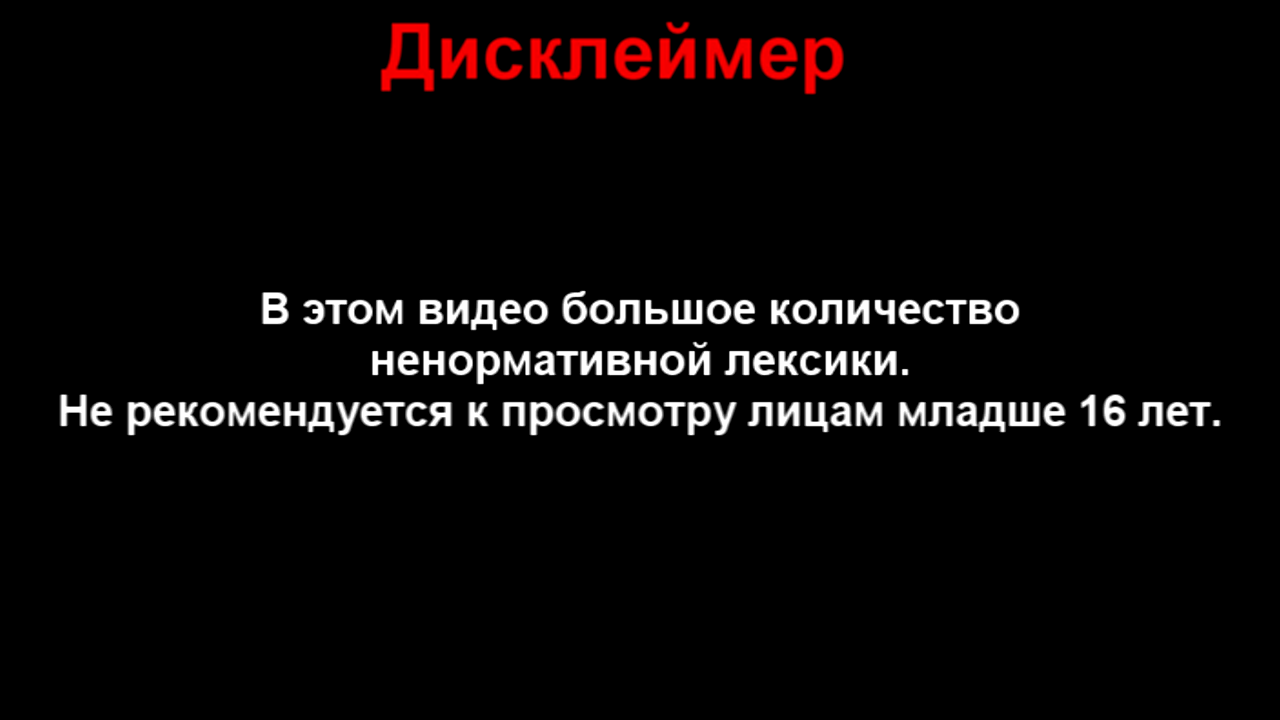 Дисклеймер
В этом видео большое количество
ненормативной лексики.
Не рекомендуется к просмотру лицам младше 16 лет.